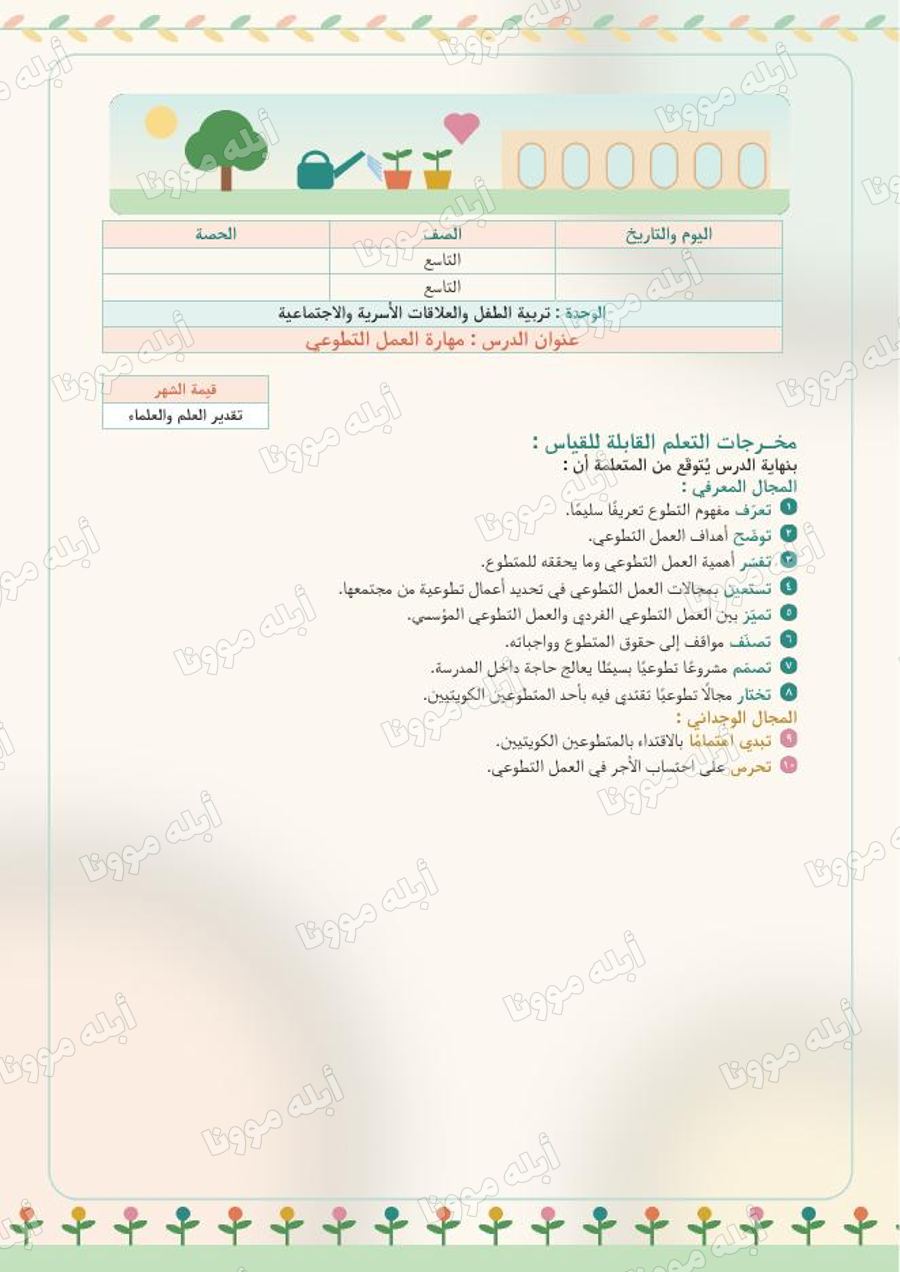 اليوم والتاريخ الصف الحصة
التاسع
التاسع
الوحدة : تربية الطفل والعلاقات الأسرية والاجتماعية
عنوان الدرس : مهارة العمل التطوعي
قيمة الشهر
تقدير العلم والعلماء
مخـرجات التعلم القابلة للقياس :
بنهاية الدرس يُتوقَع من المتعلمة أن :
المجال المعرفي :
١ تعرّف مفهوم التطوع تعريفًا سليمًا.
٢ توضّح أهداف العمل التطوعي.
٣ تفسّر أهمية العمل التطوعي وما يحققه للمتطوع.
٤ تستعين بمجالات العمل التطوعي في تحديد أعمال تطوعية من مجتمعها.
٥ تميّز بين العمل التطوعي الفردي والعمل التطوعي المؤسسي.
٦ تصنّف مواقف إلى حقوق المتطوع وواجباته.
٧ تصمّم مشروعًا تطوعيًا بسيطًا يعالج حاجة داخل المدرسة.
٨ تختار مجالًا تطوعيًا تقتدي فيه بأحد المتطوعين الكويتيين.
المجال الوجداني :
٩ تبدي اهتمامًا بالاقتداء بالمتطوعين الكويتيين.
١٠ تحرص على احتساب الأجر في العمل التطوعي.
أبله موونا